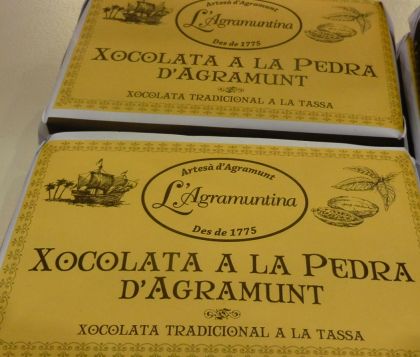 Artesà d'Agramunt
L'Agramuntina
Des de 1775
XOCOLATA A LA PEDRA
D'AGRAMUNT
XOCOLATA TRADICIONAL A LA TASSA
Artesà d'Agramunt
L'Agramuntina
Des de 1775
XOCOLATA A LA PEDRA
D'AGRAMUNT
XOCOLATA TRADICIONAL A LA TASSA